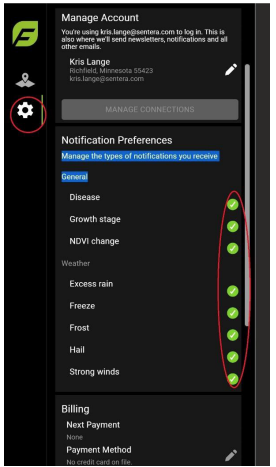 Manage Account
You're using kris.lange@sentera.com to log in. This is
also where we'll send newsletters, notifications and all
other emails.
Kris Lange
Richfield, Minnesota 55423
kris.lange@sentera.com
MANAGE CONNECTIONS
Notification Preferences
Manage the types of notifications you receive
General
Disease
Growth stage
NDVI change
Weather
Excess rain
Freeze
Frost
Hail
Strong winds
Billing
Next Payment
None
Payment Method
No credit card on file.